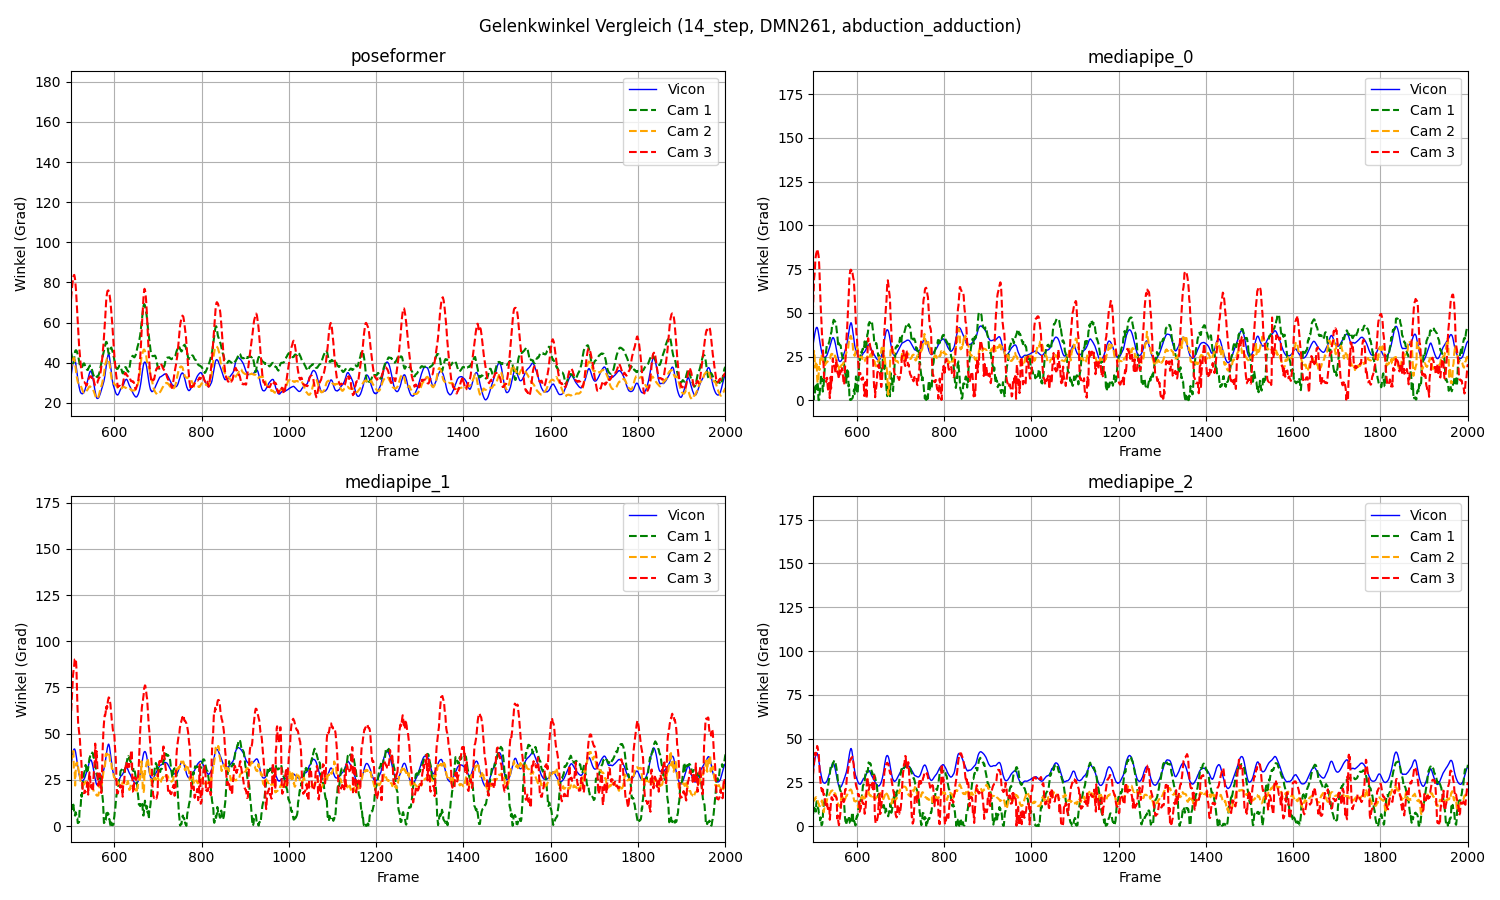 Gelenkwinkel Vergleich (14_step, DMN261, abduction_adduction)
poseformer
180
160
140
120
100
80
60
40
20
Winkel (Grad)
600 800 1000 1200 1400 1600 1800 2000
Frame
Vicon
Cam 1
Cam 2
Cam 3
mediapipe_0
175
150
125
100
75
50
25
0
Winkel (Grad)
600 800 1000 1200 1400 1600 1800 2000
Frame
Vicon
Cam 1
Cam 2
Cam 3
mediapipe_1
175
150
125
100
75
50
25
0
Winkel (Grad)
600 800 1000 1200 1400 1600 1800 2000
Frame
Vicon
Cam 1
Cam 2
Cam 3
mediapipe_2
175
150
125
100
75
50
25
0
Winkel (Grad)
600 800 1000 1200 1400 1600 1800 2000
Frame
Vicon
Cam 1
Cam 2
Cam 3